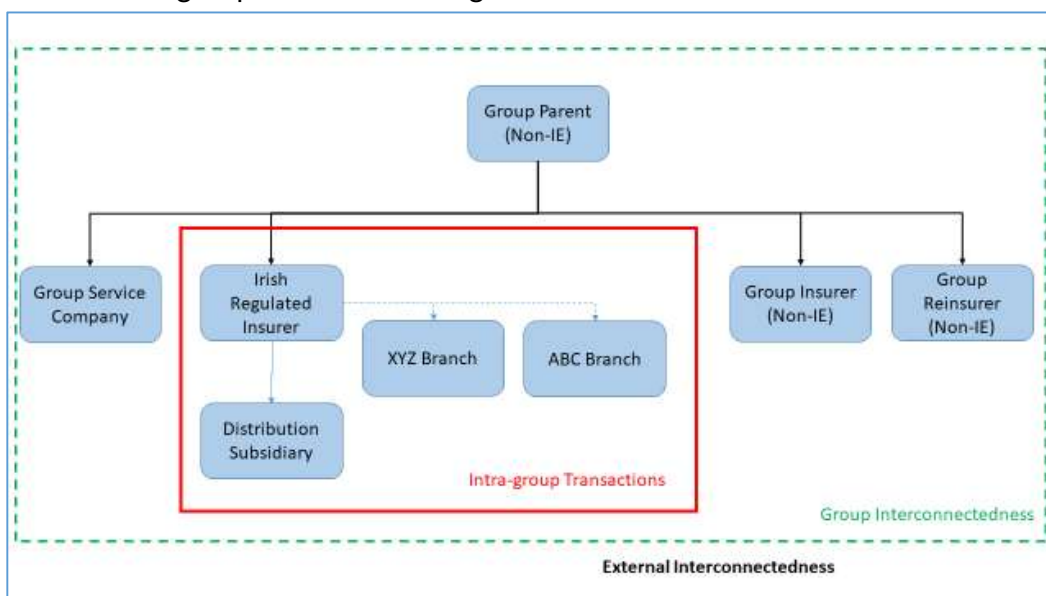 Group Parent
(Non-IE)
Group Service
Company
Irish
Regulated
Insurer
XYZ Branch
ABC Branch
Group Insurer
(Non-IE)
Group
Reinsurer
(Non-IE)
Distribution
Subsidiary
Intra-group Transactions
Group Interconnectedness
External Interconnectedness